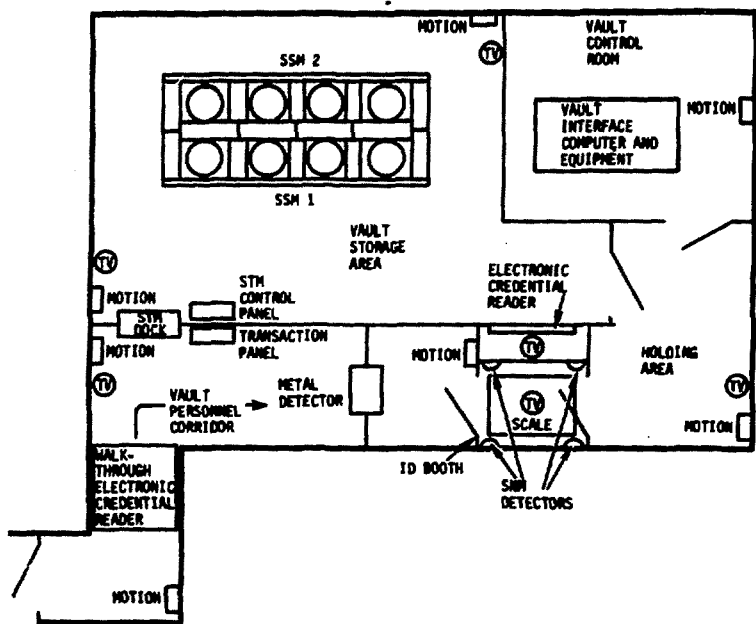 MOTION
TV
VAULT
CONTROL
ROOM
SSM 2
MOTION
VAULT
INTERFACE
COMPUTER AND
EQUIPMENT
SSM 1
VAULT
STORAGE
AREA
TV
ELECTRONIC
CREDENTIAL
READER
MOTION
STM
CONTROL
PANEL
STM
DOCK
TRANSACTION
PANEL
MOTION
MOTION
TV
HOLDING
AREA
TV
VAULT
PERSONNEL
CORRIDOR
METAL
DETECTOR
TV
SCALE
TV
MOTION
WALK-
THROUGH
ELECTRONIC
CREDENTIAL
READER
ID BOOTH
SNM
DETECTORS
MOTION